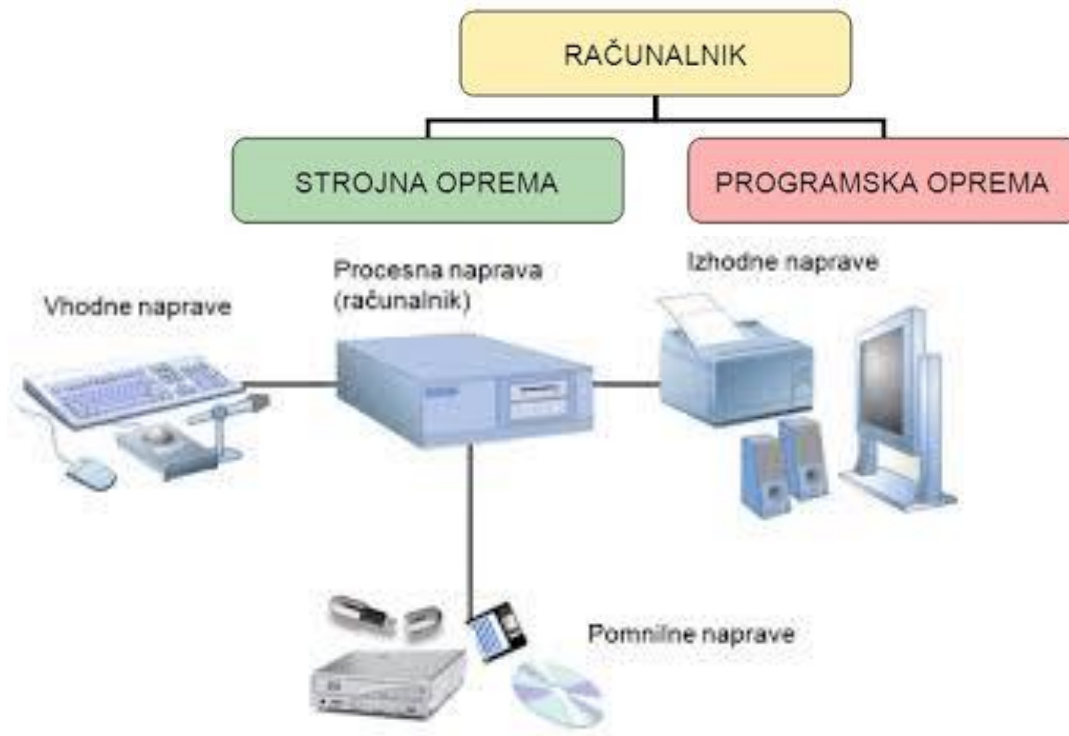 RAČUNALNIK
STROJNA OPREMA
PROGRAMSKA OPREMA
Vhodne naprave
Procesna naprava
(računalnik)
Izhodne naprave
Pomnilne naprave